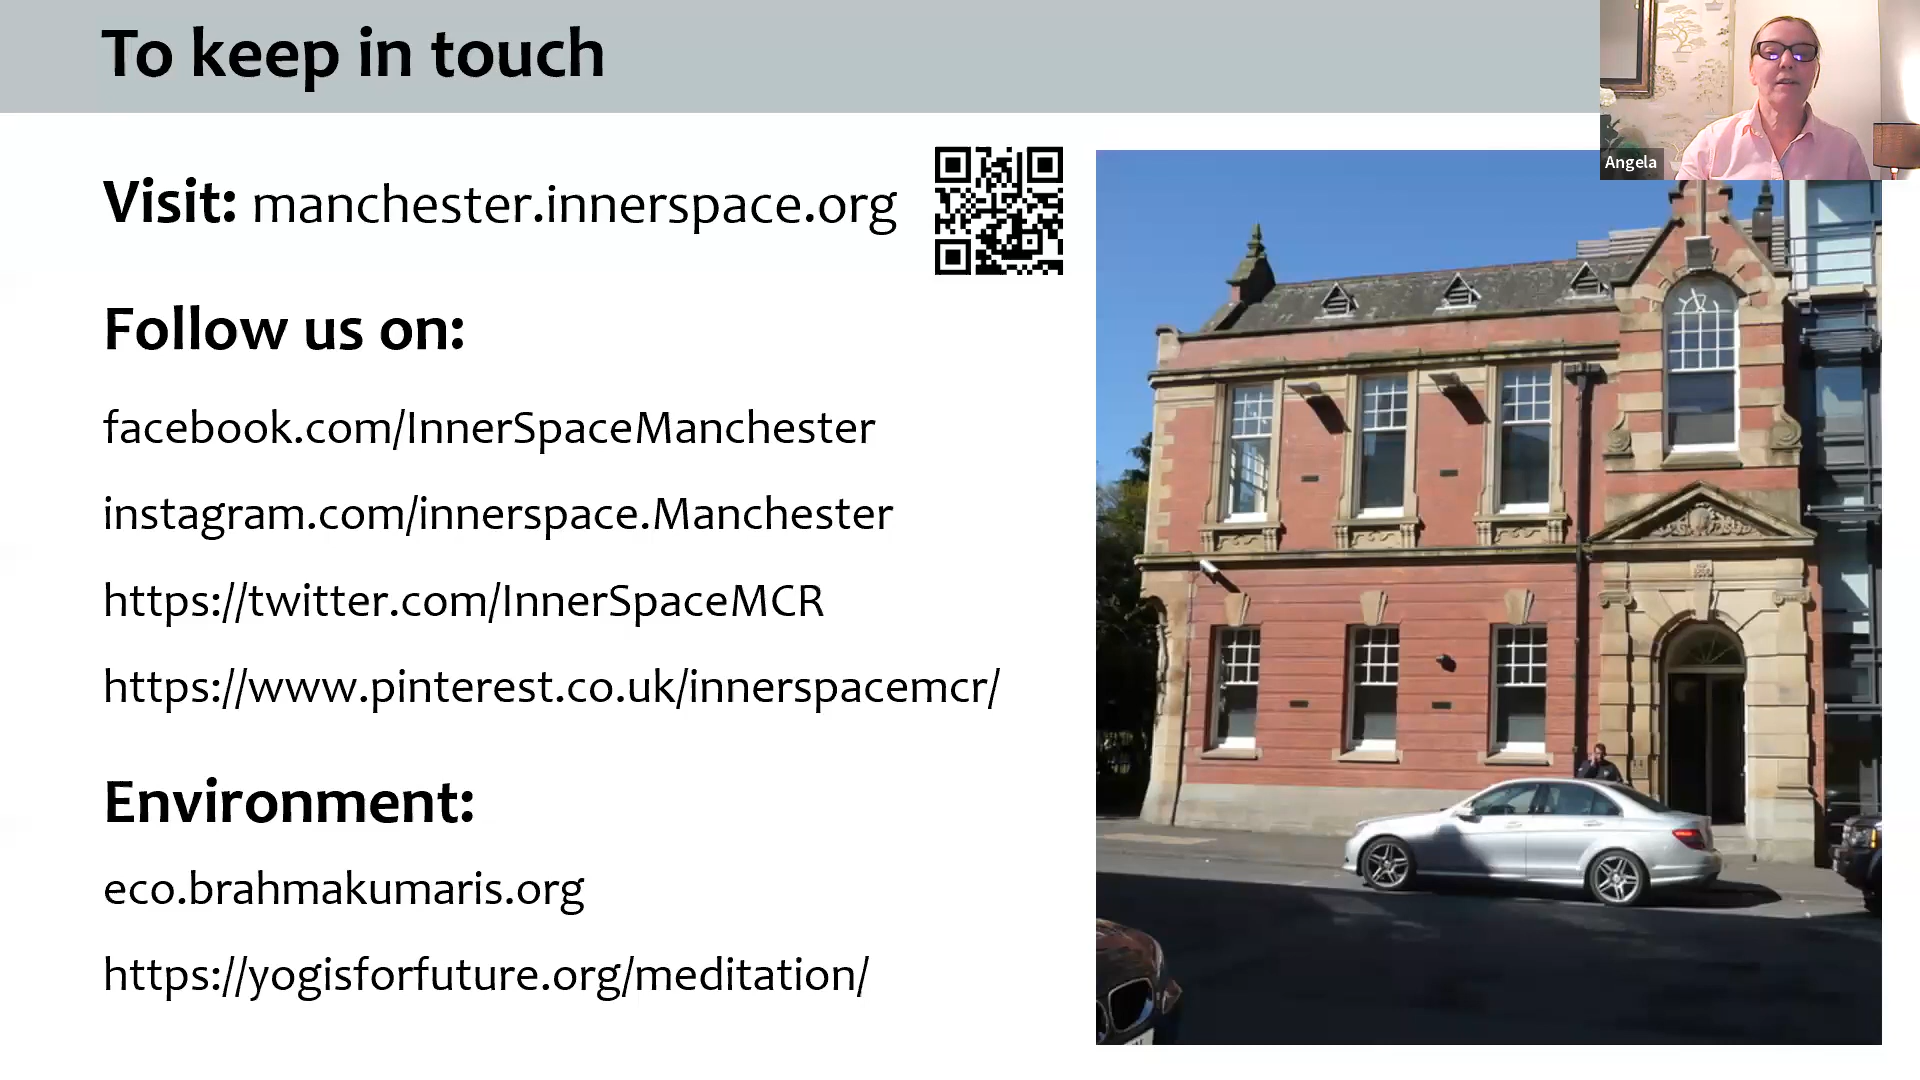 To keep in touch
Angela
Visit: manchester.innerspace.org
Follow us on:
facebook.com/InnerSpaceManchester
instagram.com/innerspace.Manchester
https://twitter.com/InnerSpaceMCR
https://www.pinterest.co.uk/innerspacemcr/
Environment:
eco.brahmakumaris.org
https://yogisforfuture.org/meditation/